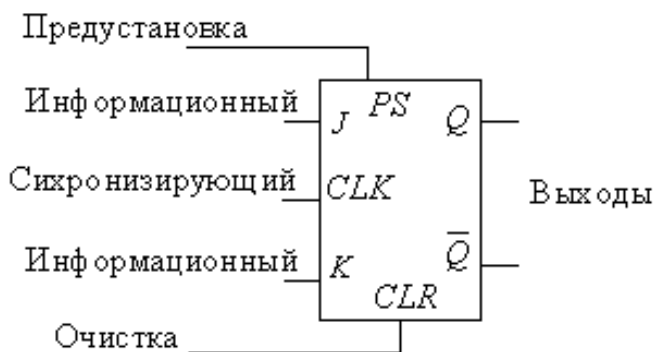 Предустановка
Информационный
J PS Q
Сихронизирующий
CLK
Выходы
Информационный
K Q̅
CLR
Очистка